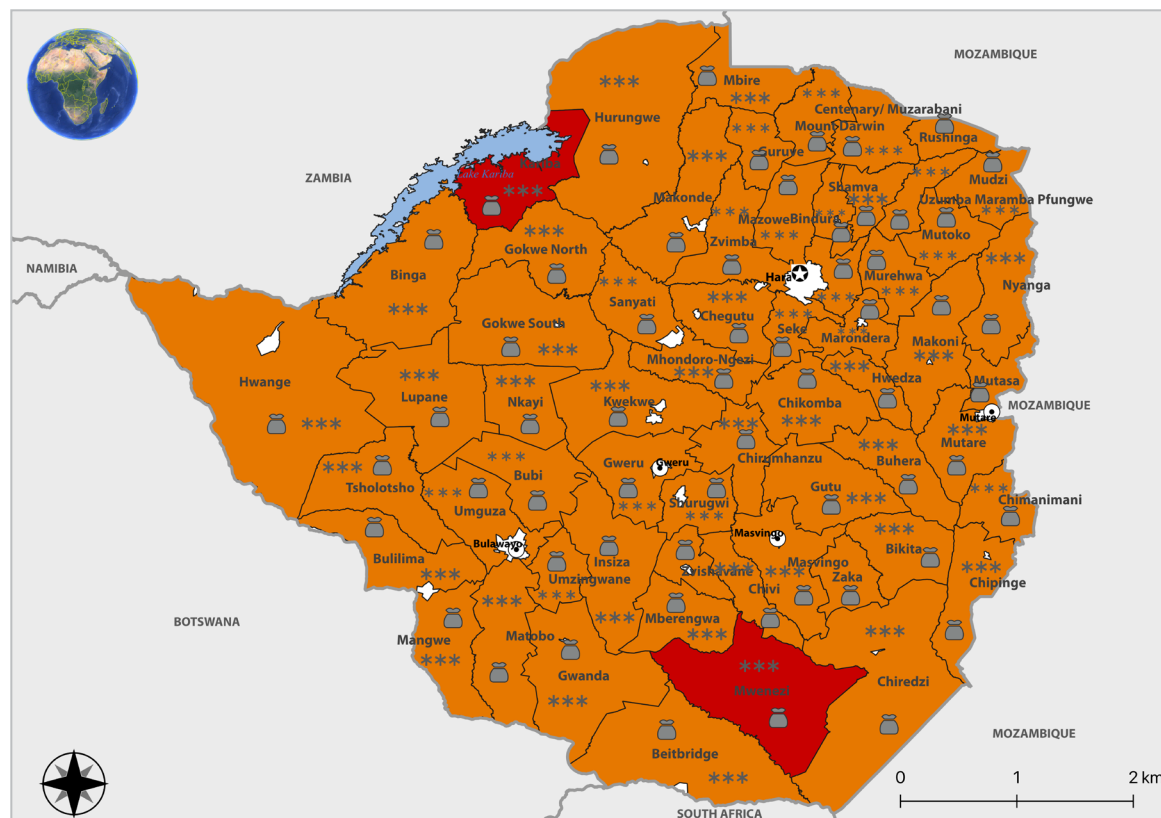 MOZAMBIQUE
Mbire
***
***
***
Centenary/ Muzarabani
Hurungwe
***
Mount Darwin
Rushinga
***
***
Guruve
ZAMBIA
Lake Kariba
***
***
Mudzi
Shamva
***
Makonde
Uzumba Maramba Pfungwe
***
***
Mazowe
Bindura
***
***
Zvimba
***
Mutoko
***
Gokwe North
***
NAMIBIA
Binga
Murehwa
Nyanga
***
***
***
***
Sanyati
***
***
***
Chegutu
***
Gokwe South
Seke
***
***
Marondera
Makoni
***
Mhondoro-Ngezi
***
***
Hwedza
Mutasa
Hwange
***
Lupane
***
Nkayi
***
Kwekwe
Chikomba
***
MOZAMBIQUE
Mutare
***
***
***
Mutare
Chirumhanzu
***
Buhera
***
Bubi
Gweru
Gweru
***
Tsholotsho
***
Umguza
***
Shurugwi
***
Gutu
***
***
Chimanimani
Bulawayo
Masvingo
***
Bikita
Bulilima
***
Insiza
Umzingwane
***
Zvishavane
***
Masvingo
***
Zaka
***
Chipinge
***
Chivi
BOTSWANA
Mangwe
***
Matobo
***
Mberengwa
***
***
Gwanda
***
***
Mwenezi
Chiredzi
MOZAMBIQUE
Beitbridge
***
0 1 2 km
SOUTH AFRICA